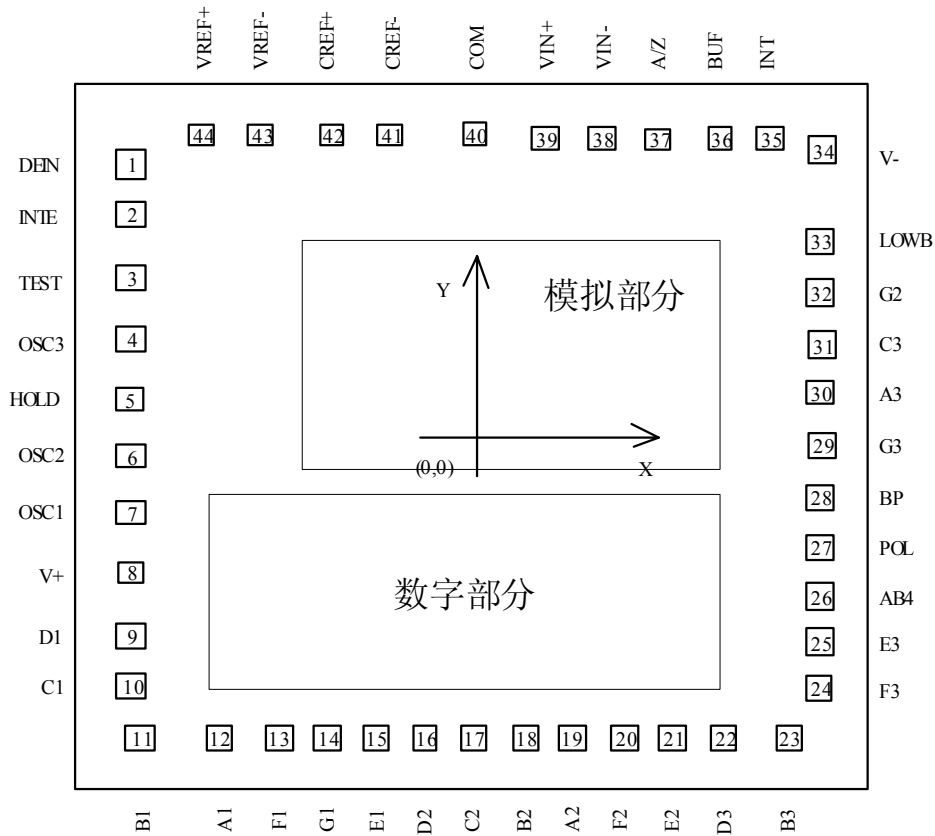 VREF+
VREF-
CREF+
CREF-
COM
VIN+
VIN-
A/Z
BUF
INT
44
43
42
41
40
39
38
37
36
35
DEIN 1
34 V-
INTE 2
33 LOWB
TEST 3
32 G2
OSC3 4
31 C3
HOLD 5
30 A3
OSC2 6
29 G3
OSC1 7
28 BP
V+ 8
27 POL
D1 9
26 AB4
C1 10
25 E3
24 F3
Y
模拟部分
(0,0)
X
数字部分
11
12
13
14
15
16
17
18
19
20
21
22
23
B1
A1
F1
G1
E1
D2
C2
B2
A2
F2
E2
D3
B3